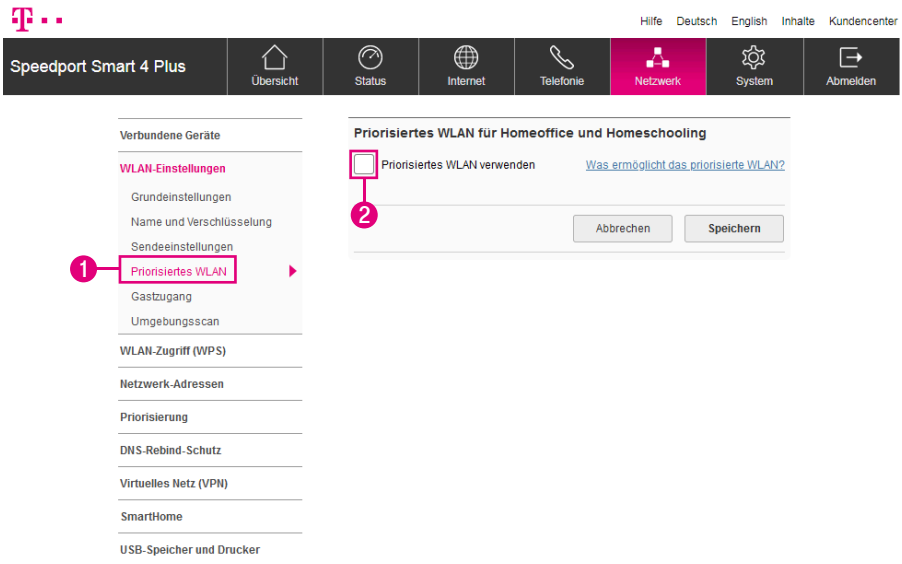 T
Hilfe Deutsch English Inhalte Kundencenter
Speedport Smart 4 Plus
Übersicht
Status
Internet
Telefonie
Netzwerk
System
Abmelden
Verbundene Geräte
WLAN-Einstellungen
Grundeinstellungen
Name und Verschlüsselung
Sendeeinstellungen
1
Priorisiertes WLAN
Gastzugang
Umgebungsscan
WLAN-Zugriff (WPS)
Netzwerk-Adressen
Priorisierung
DNS-Rebind-Schutz
Virtuelles Netz (VPN)
SmartHome
USB-Speicher und Drucker
Priorisiertes WLAN für Homeoffice und Homeschooling
Priorisiertes WLAN verwenden
Was ermöglicht das priorisierte WLAN?
2
Abbrechen
Speichern